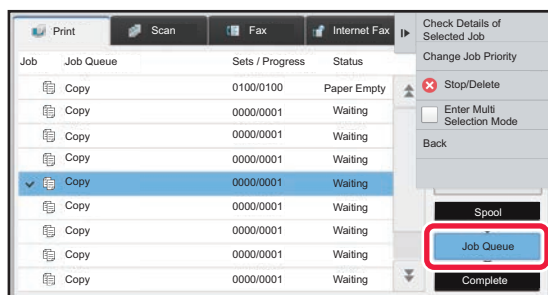 Print
Scan
Fax
Internet Fax
Check Details of
Selected Job
Change Job Priority
Stop/Delete
Enter Multi
Selection Mode
Back
Job Job Queue Sets / Progress Status
Copy 0100/0100 Paper Empty
Copy 0000/0001 Waiting
Copy 0000/0001 Waiting
Copy 0000/0001 Waiting
Copy 0000/0001 Waiting
Copy 0000/0001 Waiting
Copy 0000/0001 Waiting
Copy 0000/0001 Waiting
Copy 0000/0001 Waiting
Spool
Job Queue
Complete